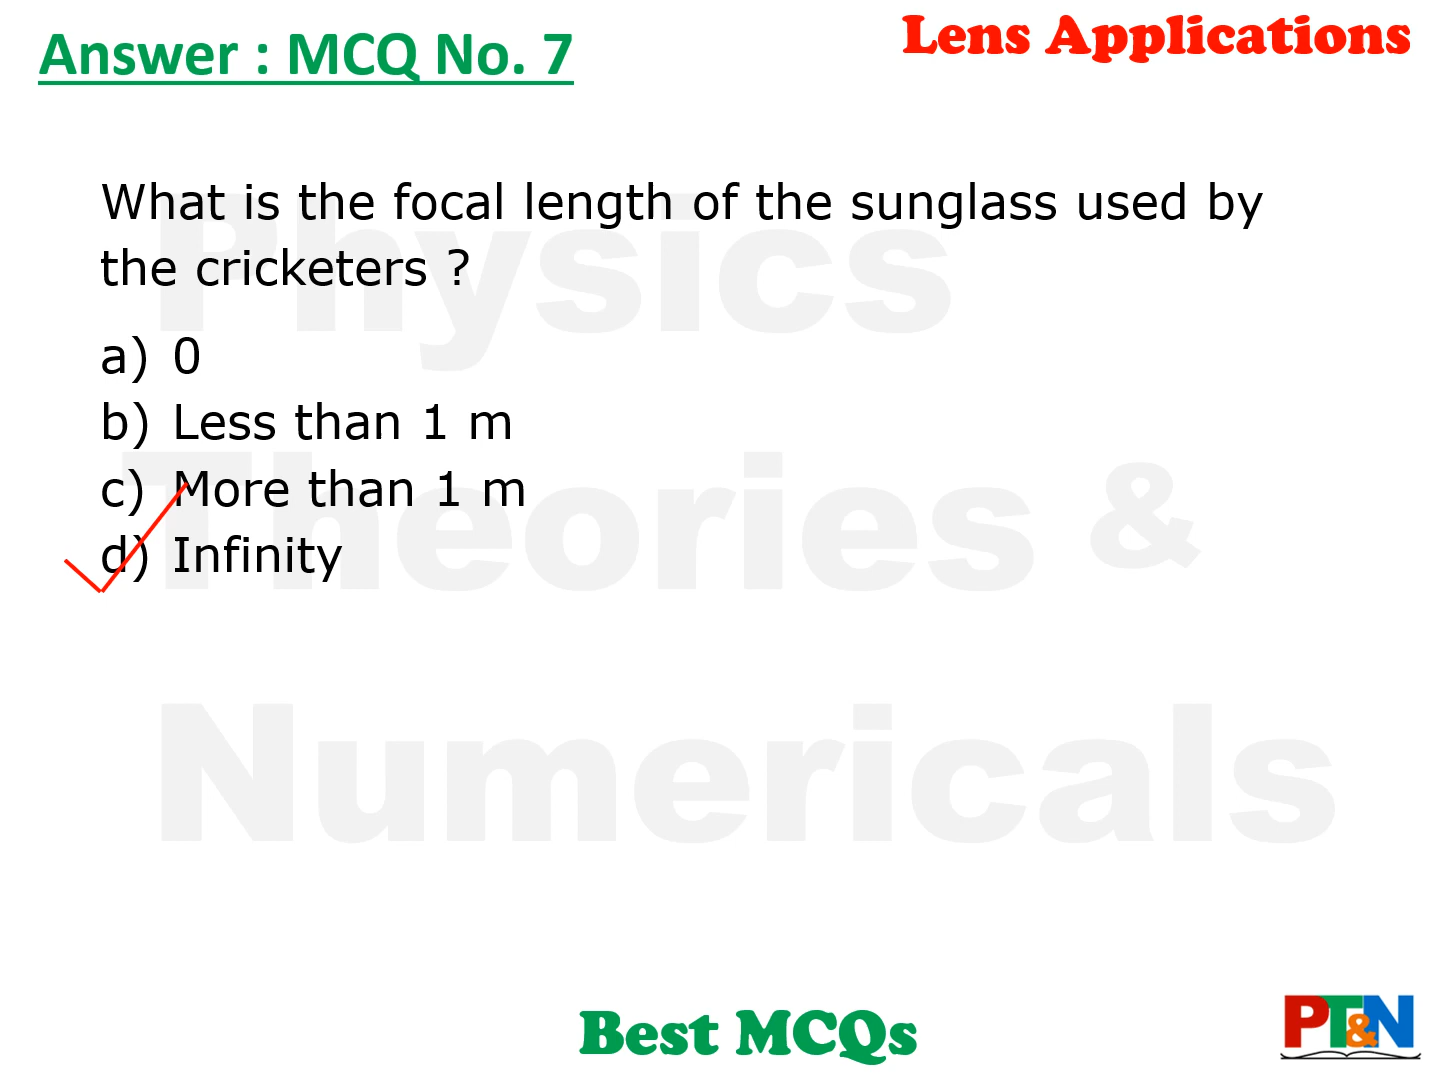 Answer : MCQ No. 7
Lens Applications
What is the focal length of the sunglass used by
the cricketers ?
a) 0
b) Less than 1 m
c) More than 1 m
d) Infinity
Physics
Theories &
Numericals
Best MCQs
PT&N